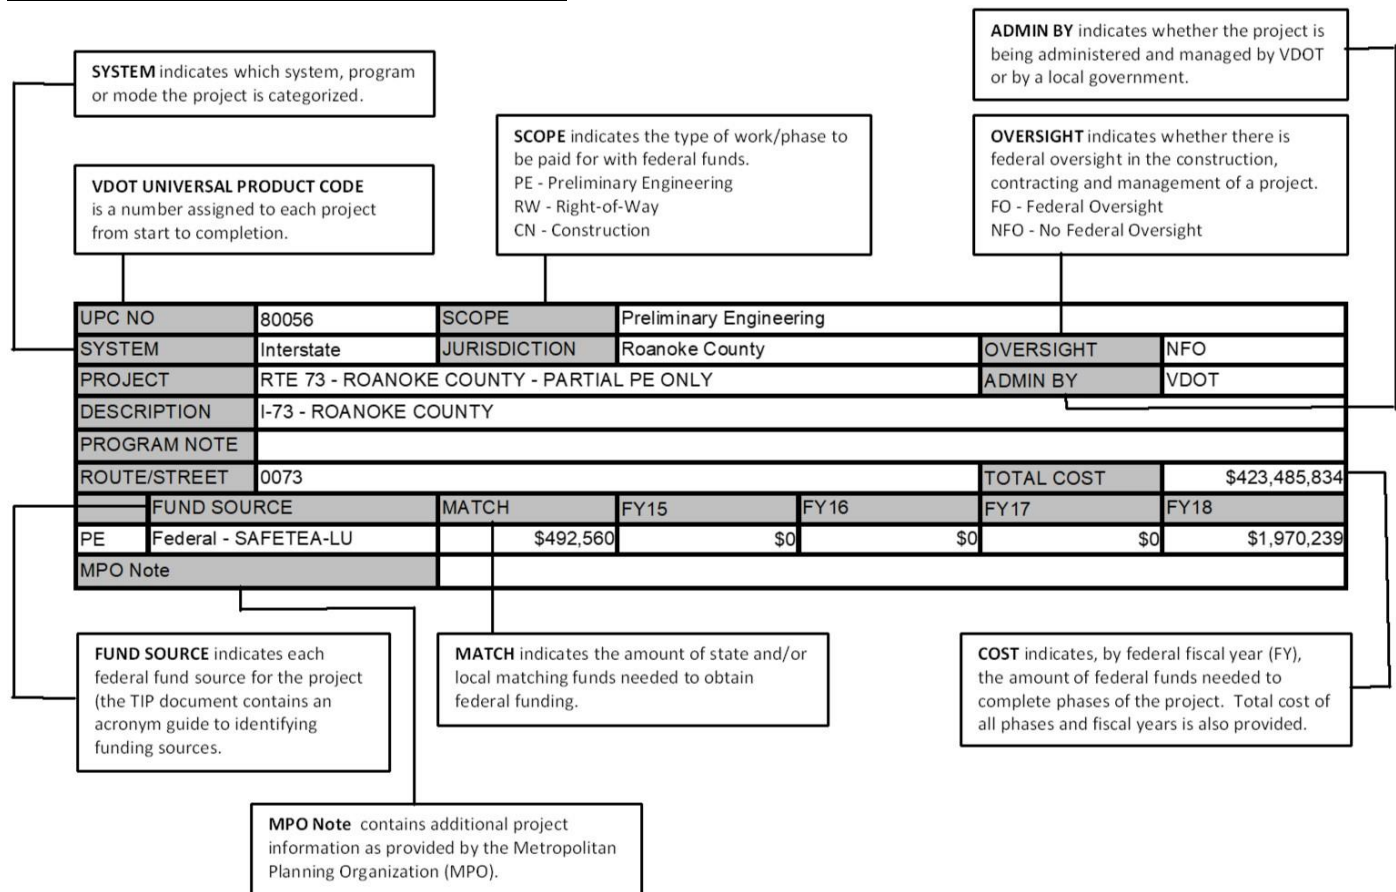 SYSTEM indicates which system, program
or mode the project is categorized.
ADMIN BY indicates whether the project is
being administered and managed by VDOT
or by a local government.
VDOT UNIVERSAL PRODUCT CODE
is a number assigned to each project
from start to completion.
SCOPE indicates the type of work/phase to
be paid for with federal funds.
PE - Preliminary Engineering
RW - Right-of-Way
CN - Construction
OVERSIGHT indicates whether there is
federal oversight in the construction,
contracting and management of a project.
FO - Federal Oversight
NFO - No Federal Oversight
UPC NO 80056 SCOPE Preliminary Engineering
SYSTEM Interstate JURISDICTION Roanoke County OVERSIGHT NFO
PROJECT RTE 73 - ROANOKE COUNTY - PARTIAL PE ONLY ADMIN BY VDOT
DESCRIPTION I-73 - ROANOKE COUNTY
PROGRAM NOTE
ROUTE/STREET 0073 TOTAL COST $423,485,834
FUND SOURCE MATCH FY15 FY16 FY17 FY18
PE Federal - SAFETEA-LU $492,560 $0 $0 $0 $1,970,239
MPO Note
FUND SOURCE indicates each
federal fund source for the project
(the TIP document contains an
acronym guide to identifying
funding sources.
MATCH indicates the amount of state and/or
local matching funds needed to obtain
federal funding.
COST indicates, by federal fiscal year (FY),
the amount of federal funds needed to
complete phases of the project. Total cost of
all phases and fiscal years is also provided.
MPO Note contains additional project
information as provided by the Metropolitan
Planning Organization (MPO).